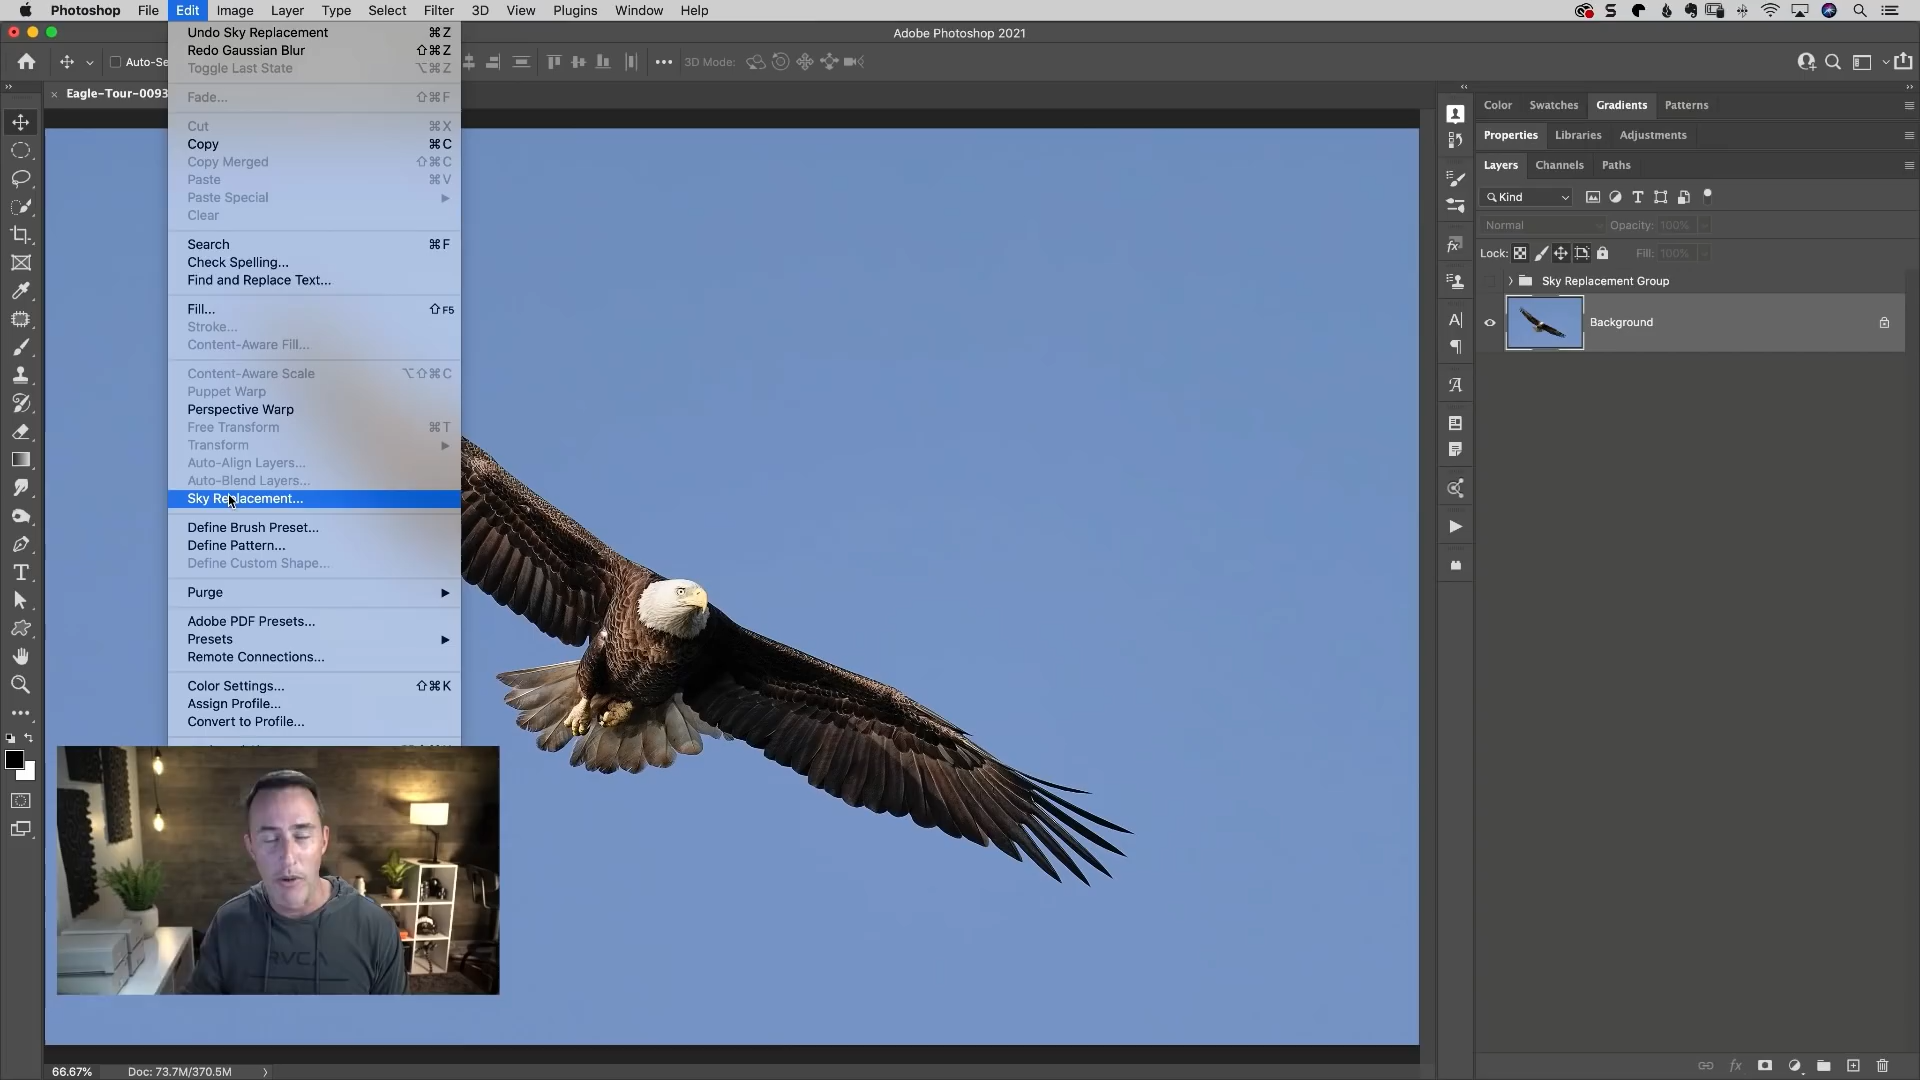 Photoshop File Edit Image Layer Type Select Filter 3D View Plugins Window Help
Adobe Photoshop 2021
Auto-Se
3D Mode:
Eagle-Tour-0093
Undo Sky Replacement ⌘Z
Redo Gaussian Blur ⇧⌘Z
Toggle Last State ⌥⌘Z
Fade... ⇧⌘F
Cut ⌘X
Copy ⌘C
Copy Merged ⇧⌘C
Paste ⌘V
Paste Special
Clear
Search ⌘F
Check Spelling...
Find and Replace Text...
Fill... ⇧F5
Stroke...
Content-Aware Fill...
Content-Aware Scale ⌥⇧⌘C
Puppet Warp
Perspective Warp
Free Transform ⌘T
Transform
Auto-Align Layers...
Auto-Blend Layers...
Sky Replacement...
Define Brush Preset...
Define Pattern...
Define Custom Shape...
Purge
Adobe PDF Presets...
Presets
Remote Connections...
Color Settings... ⇧⌘K
Assign Profile...
Convert to Profile...
RVCA
66.67% Doc: 73.7M/370.5M
Color Swatches Gradients Patterns
Properties Libraries Adjustments
Layers Channels Paths
Kind
Normal Opacity: 100%
Lock: Fill: 100%
Sky Replacement Group
Background